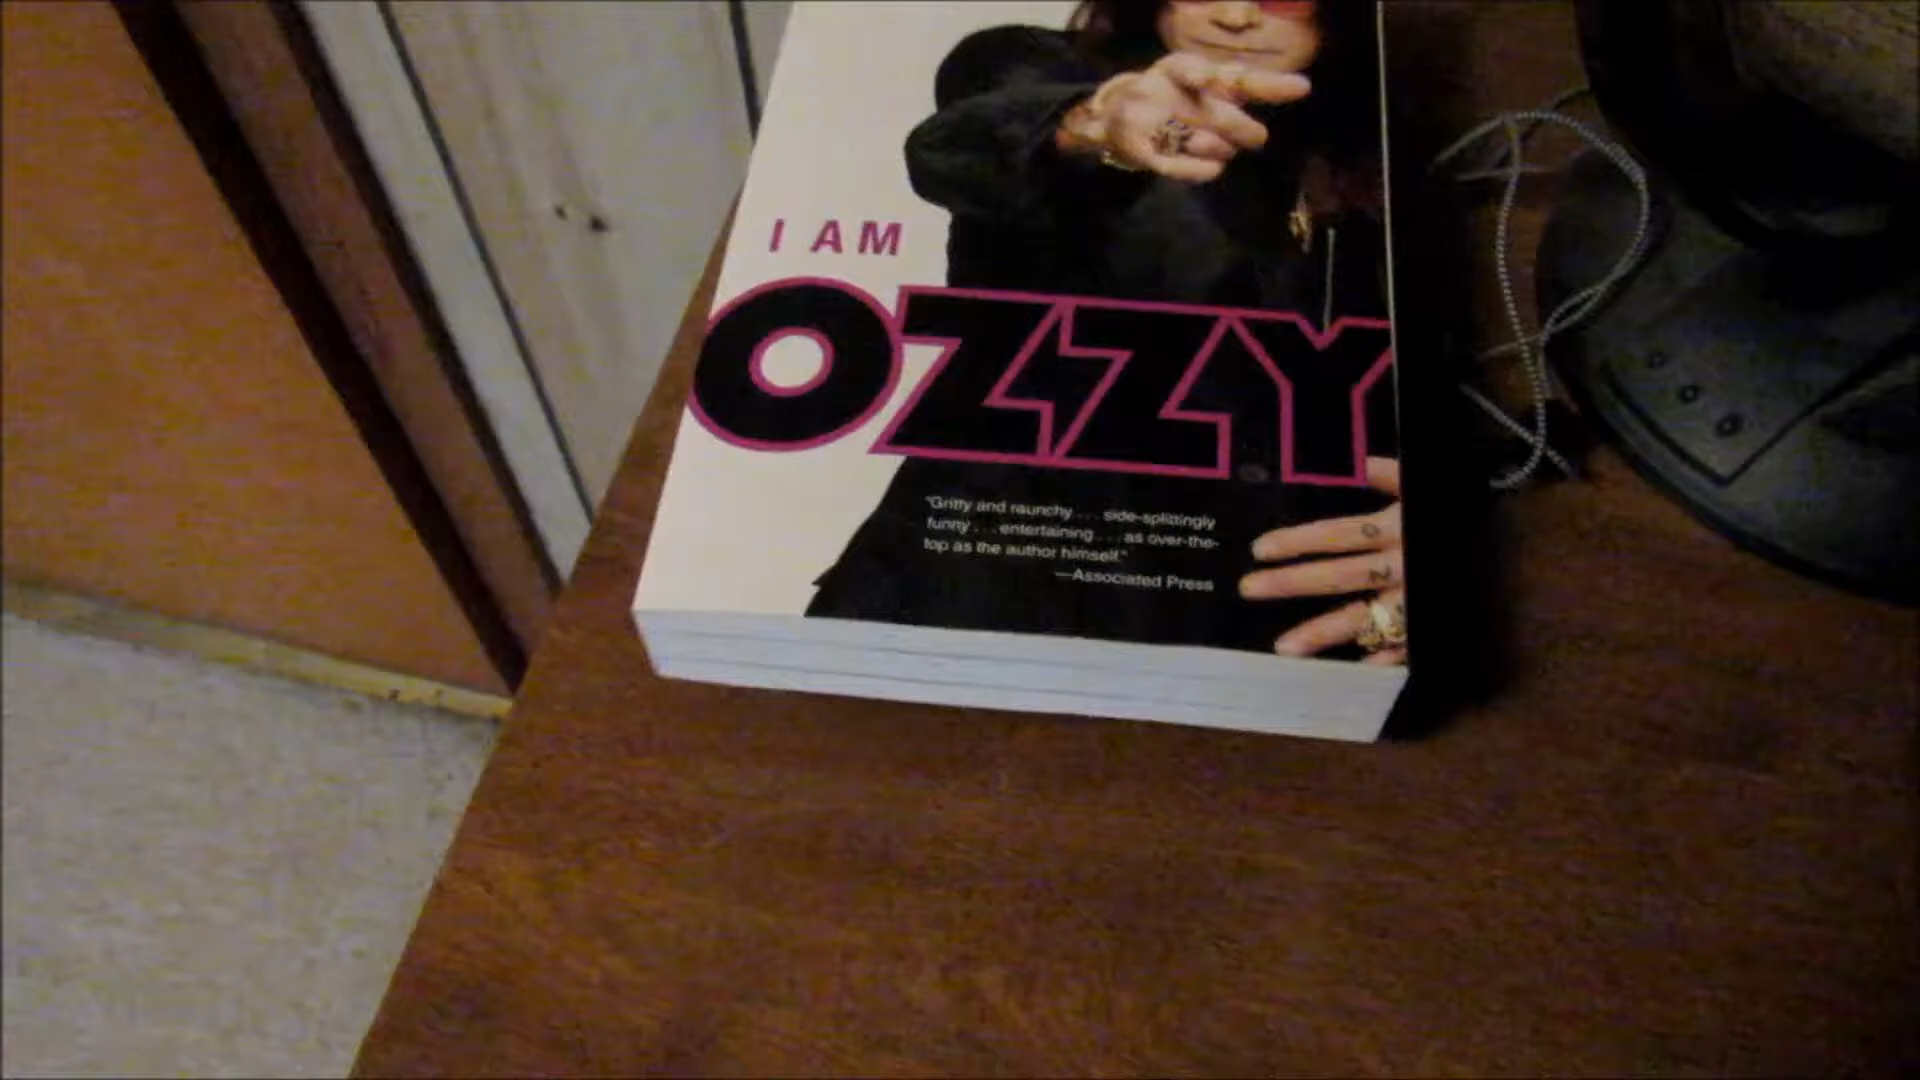 I AM
OZZY
"Gritty and raunchy . . . side-splittingly
funny . . . entertaining . . . as over-the-
top as the author himself."
—Associated Press